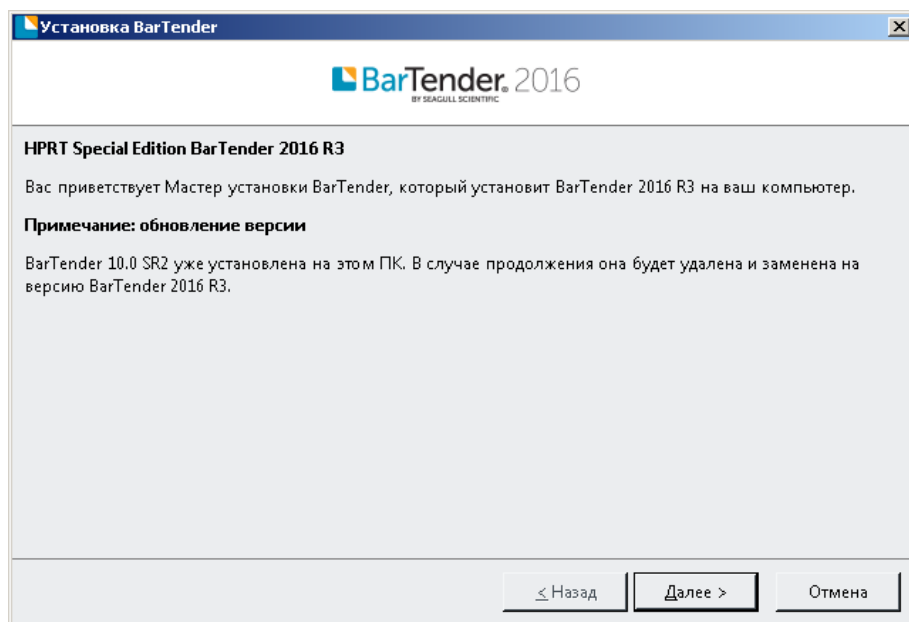 Установка BarTender
BarTender® 2016
BY SEAGULL SCIENTIFIC
HPRT Special Edition BarTender 2016 R3
Вас приветствует Мастер установки BarTender, который установит BarTender 2016 R3 на ваш компьютер.
Примечание: обновление версии
BarTender 10.0 SR2 уже установлена на этом ПК. В случае продолжения она будет удалена и заменена на
версию BarTender 2016 R3.
< Назад
Далее >
Отмена